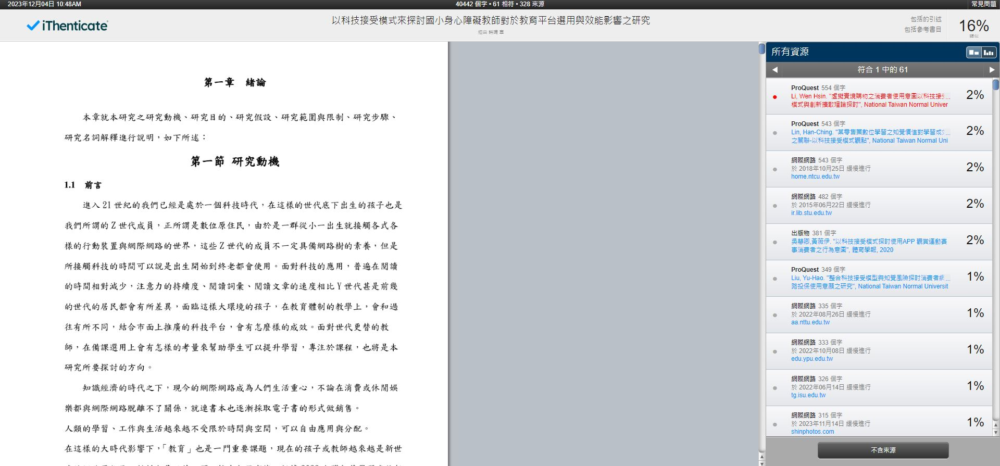 2023年12月04日 10:48AM
40442 個字 • 61 相符 • 328 來源
常見問題
iThenticate
以科技接受模式來探討國小身心障礙教師對於教育平台選用與效能影響之研究
包括的引述
包括參考書目
16%
類似
第一章 緒論
本章就本研究之研究動機、研究目的、研究假設、研究範圍與限制、研究步驟、
研究名詞解釋進行說明，如下所述：
第一節 研究動機
1.1 前言
進入 21 世紀的我們已經是處於一個科技時代，在這樣的世代底下出生的孩子也是
我們所謂的 Z 世代成員，正所謂是數位原住民，由於是一群從小一出生就接觸各式各
樣的行動裝置與網際網路的世界，這些 Z 世代的成員不一定具備網路樹的素養，但是
所接觸科技的時間可以說是出生開始到終老都會使用。面對科技的應用，普遍在閱讀
的時間相對減少，注意力的持續度、閱讀詞彙、閱讀文章的速度相比 Y 世代甚是前幾
的世代的居民都會有所差異，面臨這樣大環境的孩子，在教育體制的教學上，會和過
往有所不同，結合市面上推廣的科技平台，會有怎麼樣的成效。面對世代更替的教
師，在備課選用上會有怎樣的考量來幫助學生可以提升學習，專注於課程，也將是本
研究所要探討的方向。
知識經濟的時代之下，現今的網際網路成為人們生活重心，不論在消費或休閒娛
樂都與網際網路脫離不了關係，就連書本也逐漸採取電子書的形式做銷售。
人類的學習、工作與生活越來越不受限於時間與空間，可以自由應用與分配。
在這樣的大時代影響下，「教育」也是一門重要課題，現在的孩子或教師越來越是新世
所有資源
符合 1 中的 61
ProQuest 554 個字
Li, Wen Hsin. "虛擬實境購物之消費者使用意圖以科技接受...
模式與創新擴散理論探討", National Taiwan Normal Univer
2%
ProQuest 543 個字
Lin, Han-Ching. "某零售業數位學習之知覺價值對學習成效...
之關聯-以科技接受模式觀點", National Taiwan Normal Uni
2%
網際網路 543 個字
於 2018年10月25日 緩慢進行
home.ntcu.edu.tw
2%
網際網路 482 個字
於 2015年06月22日 緩慢進行
ir.lib.stu.edu.tw
2%
出版物 381 個字
吳慧卿,黃薇伊. "以科技接受模式探討使用APP 觀賞運動賽
事消費者之行為意圖", 體育學報, 2020
2%
ProQuest 349 個字
Liu, Yu-Hao. "整合科技接受模型與知覺風險探討消費者網...
路投保使用意願之研究", National Taiwan Normal Universit
1%
網際網路 335 個字
於 2022年08月26日 緩慢進行
aa.nttu.edu.tw
1%
網際網路 333 個字
於 2022年10月08日 緩慢進行
edu.ypu.edu.tw
1%
網際網路 326 個字
於 2022年06月14日 緩慢進行
tg.isu.edu.tw
1%
網際網路 315 個字
於 2023年11月14日 緩慢進行
shinphotos.com
1%
不含來源